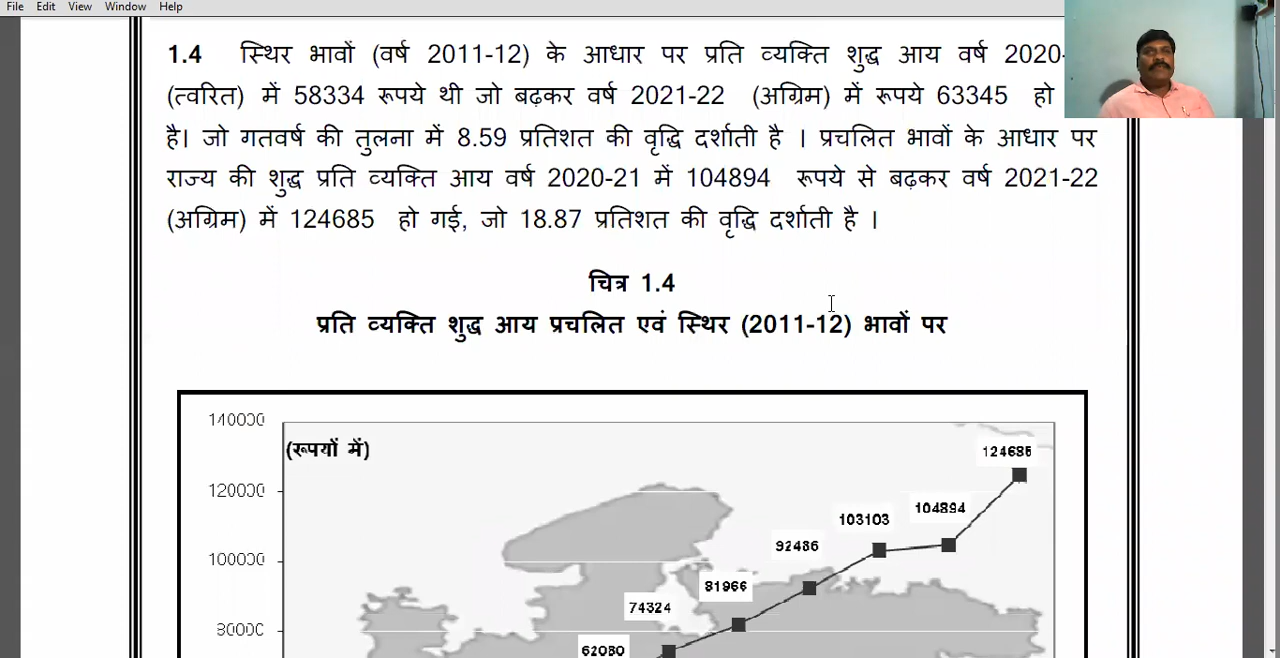 File Edit View Window Help
1.4 स्थिर भावों (वर्ष 2011-12) के आधार पर प्रति व्यक्ति शुद्ध आय वर्ष 2020-
(त्वरित) में 58334 रूपये थी जो बढ़कर वर्ष 2021-22 (अग्रिम) में रूपये 63345 हो
है। जो गतवर्ष की तुलना में 8.59 प्रतिशत की वृद्धि दर्शाती है । प्रचलित भावों के आधार पर
राज्य की शुद्ध प्रति व्यक्ति आय वर्ष 2020-21 में 104894 रूपये से बढ़कर वर्ष 2021-22
(अग्रिम) में 124685 हो गई, जो 18.87 प्रतिशत की वृद्धि दर्शाती है ।
चित्र 1.4
प्रति व्यक्ति शुद्ध आय प्रचलित एवं स्थिर (2011-12) भावों पर
140000
(रूपयों में)
124685
120000
104894
103103
92486
100000
81966
74324
80000
62080